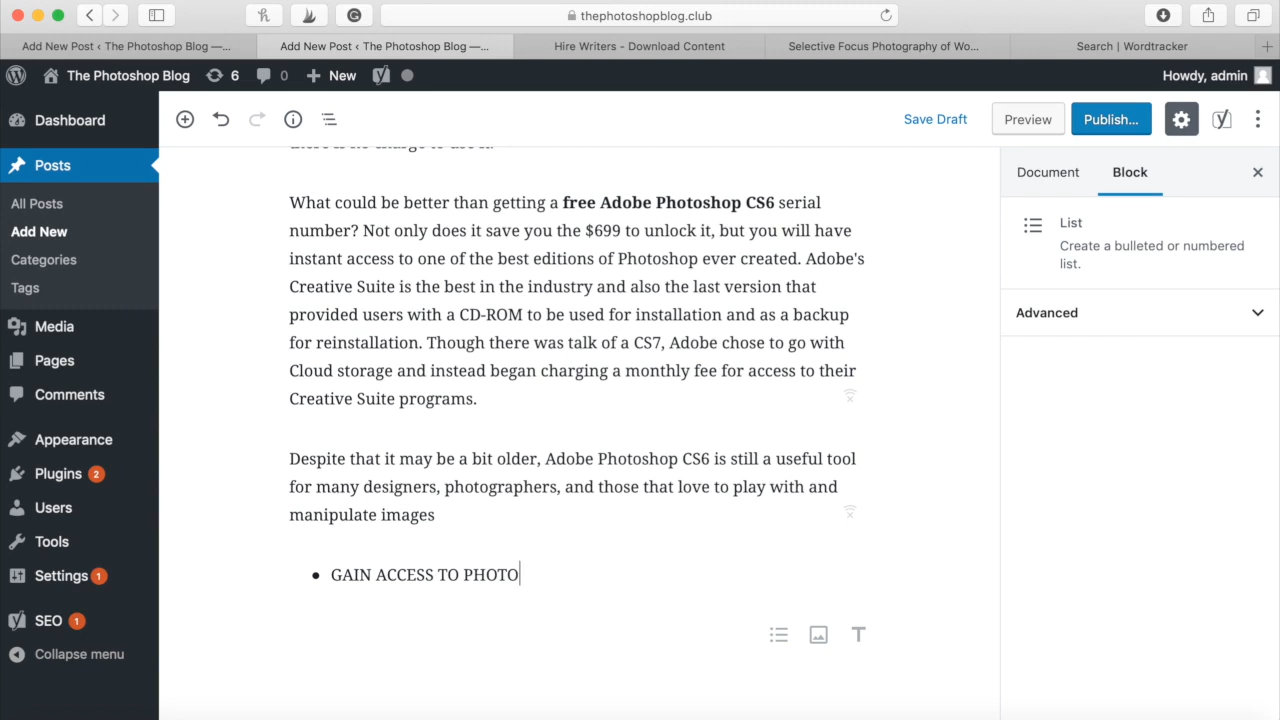 thephotoshopblog.club
Add New Post ‹ The Photoshop Blog —...
Add New Post ‹ The Photoshop Blog —...
Hire Writers - Download Content
Selective Focus Photography of Wo...
Search | Wordtracker
The Photoshop Blog
6
0
New
Howdy, admin
Dashboard
Posts
All Posts
Add New
Categories
Tags
Media
Pages
Comments
Appearance
Plugins 2
Users
Tools
Settings 1
SEO 1
Collapse menu
Save Draft
Preview
Publish...
there is no charge to use it.
What could be better than getting a free Adobe Photoshop CS6 serial
number? Not only does it save you the $699 to unlock it, but you will have
instant access to one of the best editions of Photoshop ever created. Adobe's
Creative Suite is the best in the industry and also the last version that
provided users with a CD-ROM to be used for installation and as a backup
for reinstallation. Though there was talk of a CS7, Adobe chose to go with
Cloud storage and instead began charging a monthly fee for access to their
Creative Suite programs.
Despite that it may be a bit older, Adobe Photoshop CS6 is still a useful tool
for many designers, photographers, and those that love to play with and
manipulate images
• GAIN ACCESS TO PHOTO
Document
Block
List
Create a bulleted or numbered
list.
Advanced